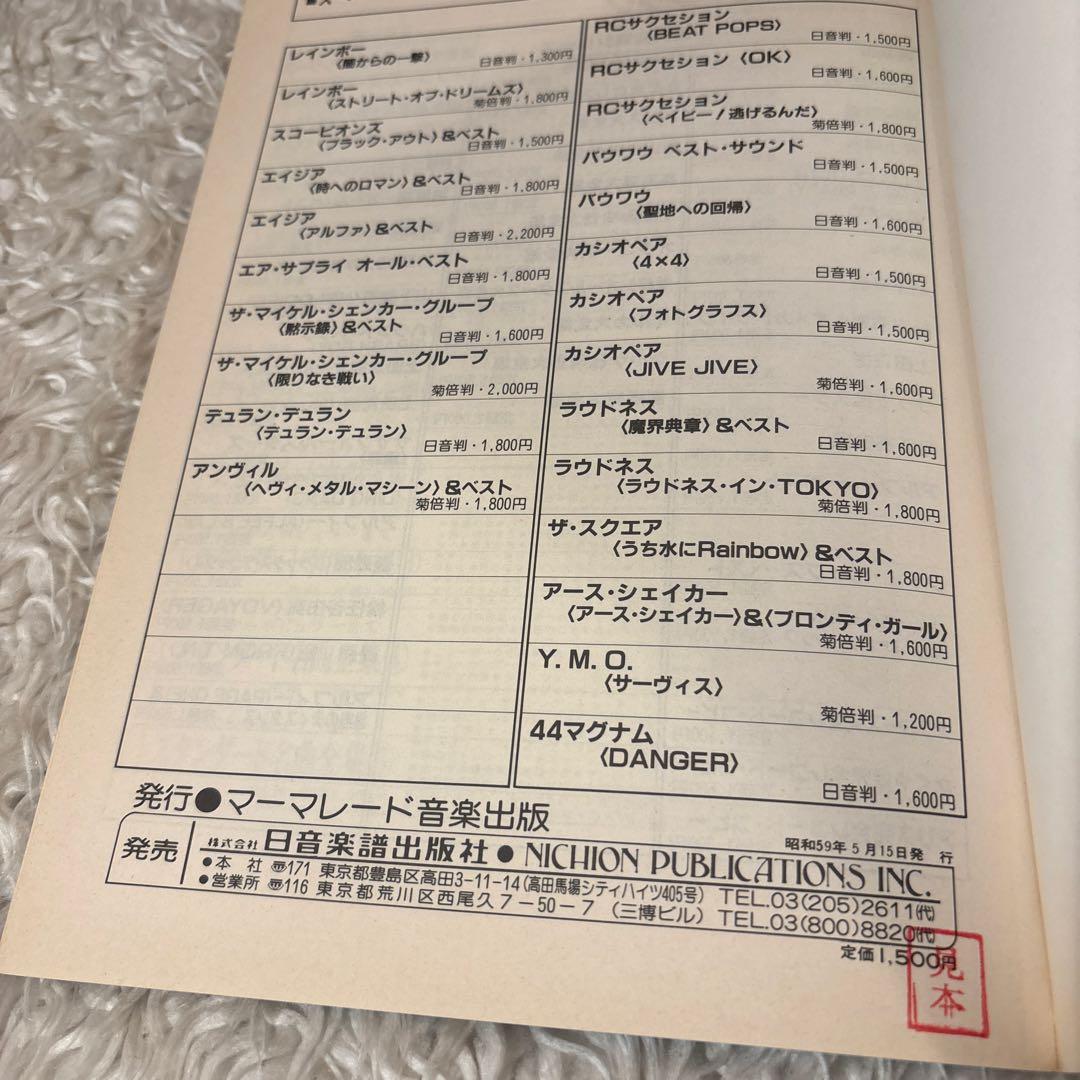 レインボー
〈闇からの一撃〉
日音判・1,300円
レインボー
〈ストリート・オブ・ドリームズ〉
菊倍判・1,800円
スコーピオンズ
〈ブラック・アウト〉&ベスト
日音判・1,500円
エイジア
〈時へのロマン〉&ベスト
日音判・1,800円
エイジア
〈アルファ〉&ベスト
日音判・2,200円
エア・サプライ オール・ベスト
日音判・1,800円
ザ・マイケル・シェンカー・グループ
〈黙示録〉&ベスト
日音判・1,600円
ザ・マイケル・シェンカー・グループ
〈限りなき戦い〉
菊倍判・2,000円
デュラン・デュラン
〈デュラン・デュラン〉
日音判・1,800円
アンヴィル
〈ヘヴィ・メタル・マシーン〉&ベスト
菊倍判・1,800円
RCサクセション
〈BEAT POPS〉
日音判・1,500円
RCサクセション〈OK〉
日音判・1,600円
RCサクセション
〈ベイビー!逃げるんだ〉
菊倍判・1,800円
バウワウ ベスト・サウンド
日音判・1,500円
バウワウ
〈聖地への回帰〉
日音判・1,600円
カシオペア
〈4×4〉
日音判・1,500円
カシオペア
〈フォトグラフス〉
日音判・1,500円
カシオペア
〈JIVE JIVE〉
菊倍判・1,600円
ラウドネス
〈魔界典章〉&ベスト
日音判・1,600円
ラウドネス
〈ラウドネス・イン・TOKYO〉
菊倍判・1,800円
ザ・スクエア
〈うち水にRainbow〉&ベスト
日音判・1,800円
アース・シェイカー
〈アース・シェイカー〉&〈ブロンディ・ガール〉
菊倍判・1,600円
Y. M. O.
〈サーヴィス〉
菊倍判・1,200円
44マグナム
〈DANGER〉
日音判・1,600円
発行●マーマレード音楽出版
昭和59年5月15日発 行
発売
株式会社 日音楽譜出版社● NICHION PUBLICATIONS INC.
●本 社 〠171 東京都豊島区高田3-11-14(高田馬場シティハイツ405号) TEL.03(205)2611㈹
●営業所 〠116 東京都荒川区西尾久7-50-7 (三博ビル) TEL.03(800)8820㈹
定価1,500円
見本